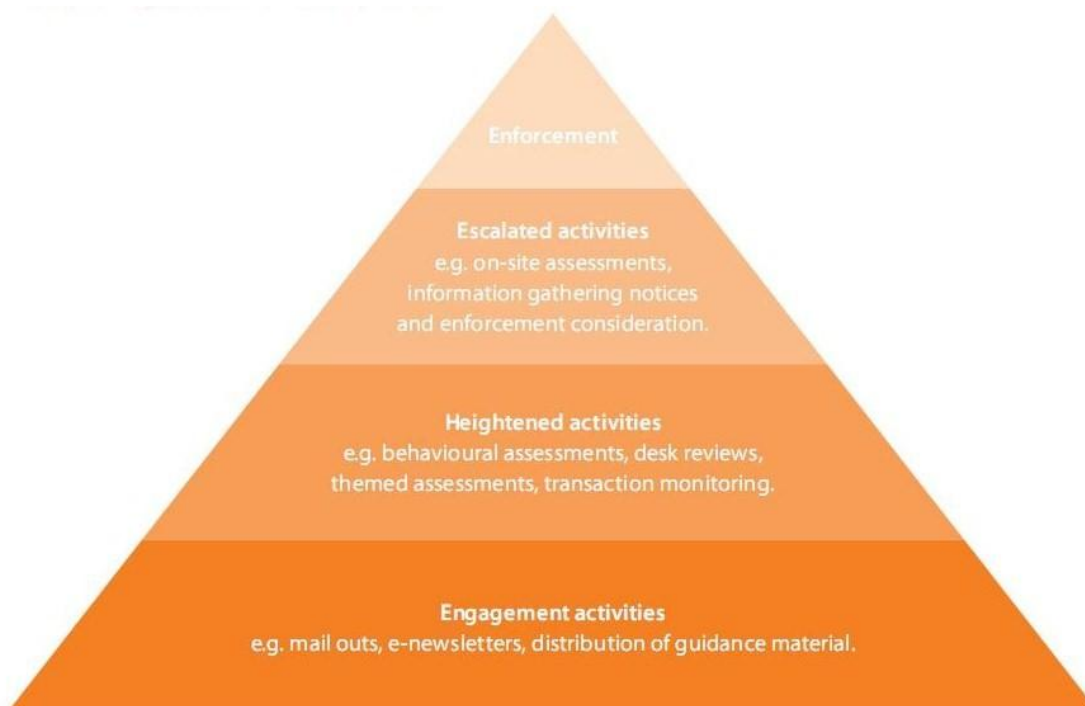 Enforcement
Escalated activities
e.g. on-site assessments,
information gathering notices
and enforcement consideration.
Heightened activities
e.g. behavioural assessments, desk reviews,
themed assessments, transaction monitoring.
Engagement activities
e.g. mail outs, e-newsletters, distribution of guidance material.